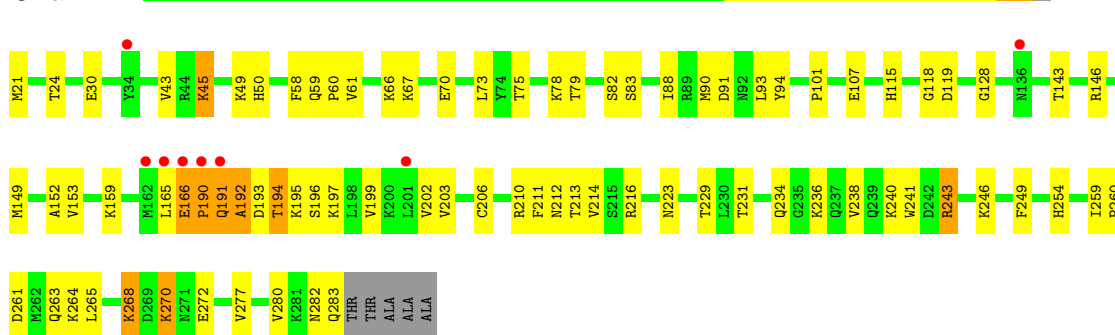 M21 T24 E30 Y34 V43 R44 K45 K49 H50 F58 Q59 P60 V61 K66 K67 E70 L73 Y74 T75 K78 T79 S82 S83 I88 R89 M90 D91 N92 L93 Y94 P101 E107 H115 G118 D119 G128 N136 T143 R146
M149 A152 V153 K159 M162 L165 E166 P190 Q191 A192 D193 T194 K195 S196 K197 L198 V199 K200 L201 V202 V203 C206 R210 F211 N212 T213 V214 S215 R216 N223 T229 L230 T231 Q234 G235 K236 Q237 V238 Q239 K240 W241 D242 R243 K246 F249 H254 I259
D261 M262 Q263 K264 L265 K268 D269 K270 N271 E272 V277 V280 K281 N282 Q283 THR THR ALA ALA ALA